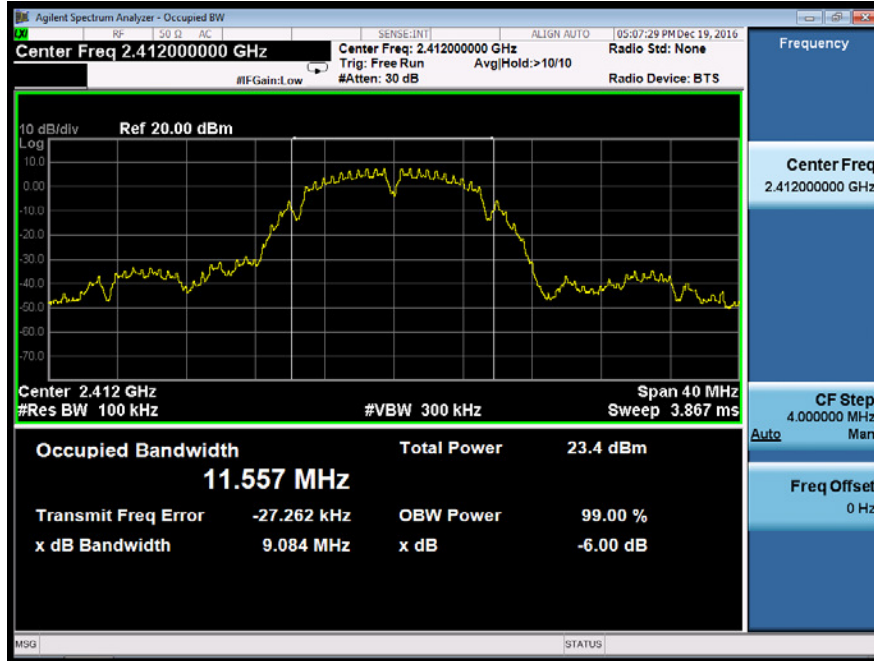 Agilent Spectrum Analyzer - Occupied BW
RF 50 Ω AC SENSE:INT ALIGN AUTO 05:07:29 PM Dec 19, 2016
Center Freq 2.412000000 GHz
Center Freq: 2.412000000 GHz Radio Std: None
Trig: Free Run Avg|Hold:>10/10
#IFGain:Low #Atten: 30 dB Radio Device: BTS
Frequency
10 dB/div Ref 20.00 dBm
Log
10.0
0.00
-10.0
-20.0
-30.0
-40.0
-50.0
-60.0
-70.0
Center 2.412 GHz Span 40 MHz
#Res BW 100 kHz #VBW 300 kHz Sweep 3.867 ms
Occupied Bandwidth Total Power 23.4 dBm
11.557 MHz
Transmit Freq Error -27.262 kHz OBW Power 99.00 %
x dB Bandwidth 9.084 MHz x dB -6.00 dB
Center Freq
2.412000000 GHz
CF Step
4.000000 MHz
Auto Man
Freq Offset
0 Hz
MSG STATUS